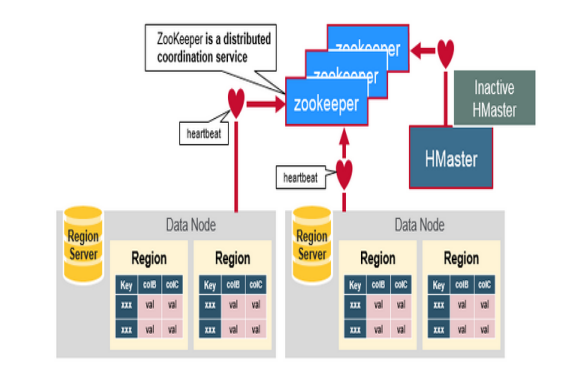 ZooKeeper is a distributed
coordination service
zookeeper
zookeeper
zookeeper
Inactive
HMaster
HMaster
heartbeat
heartbeat
Region
Server
Data Node
Region
Key colB colC
xxx val val
xxx val val
Region
Key colB colC
xxx val val
xxx val val
Region
Server
Data Node
Region
Key colB colC
xxx val val
xxx val val
Region
Key colB colC
xxx val val
xxx val val